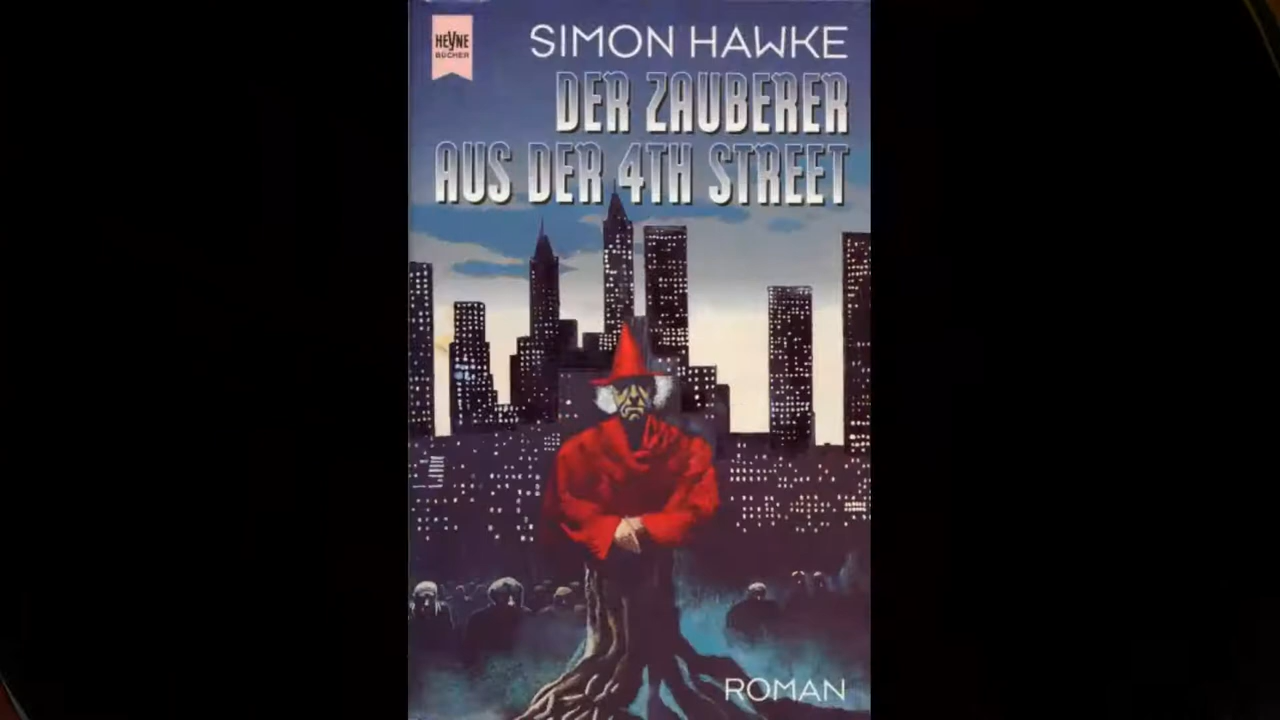 HEYNE
BÜCHER
SIMON HAWKE
DER ZAUBERER
AUS DER 4TH STREET
ROMAN